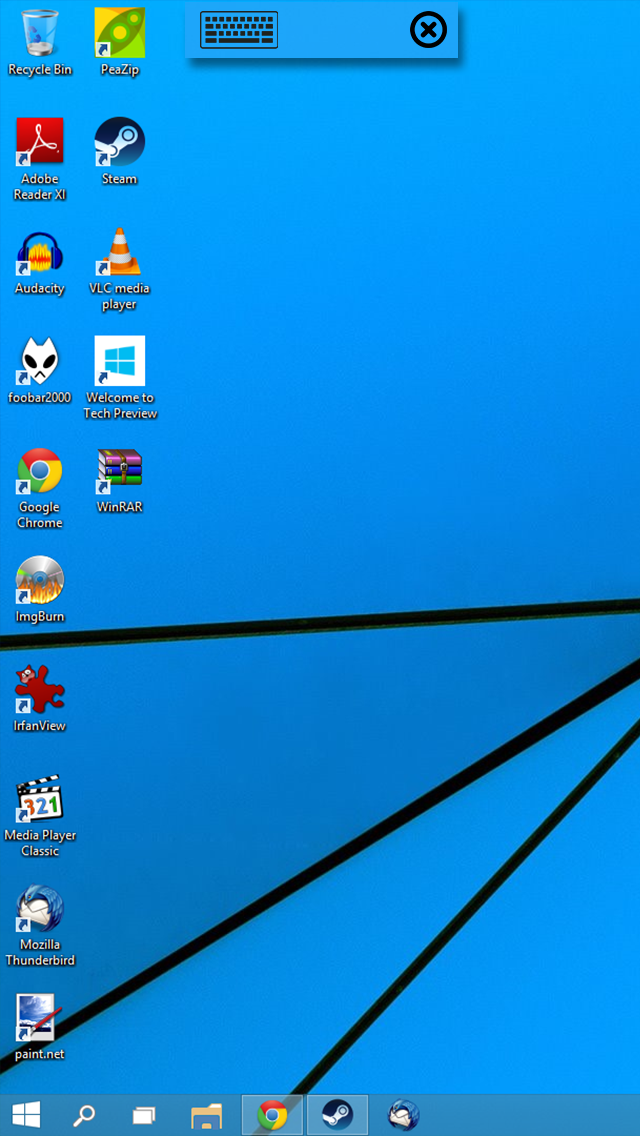 Recycle Bin
PeaZip
Adobe
Reader XI
Steam
Audacity
VLC media
player
foobar2000
Welcome to
Tech Preview
Google
Chrome
WinRAR
ImgBurn
IrfanView
321
Media Player
Classic
Mozilla
Thunderbird
paint.net